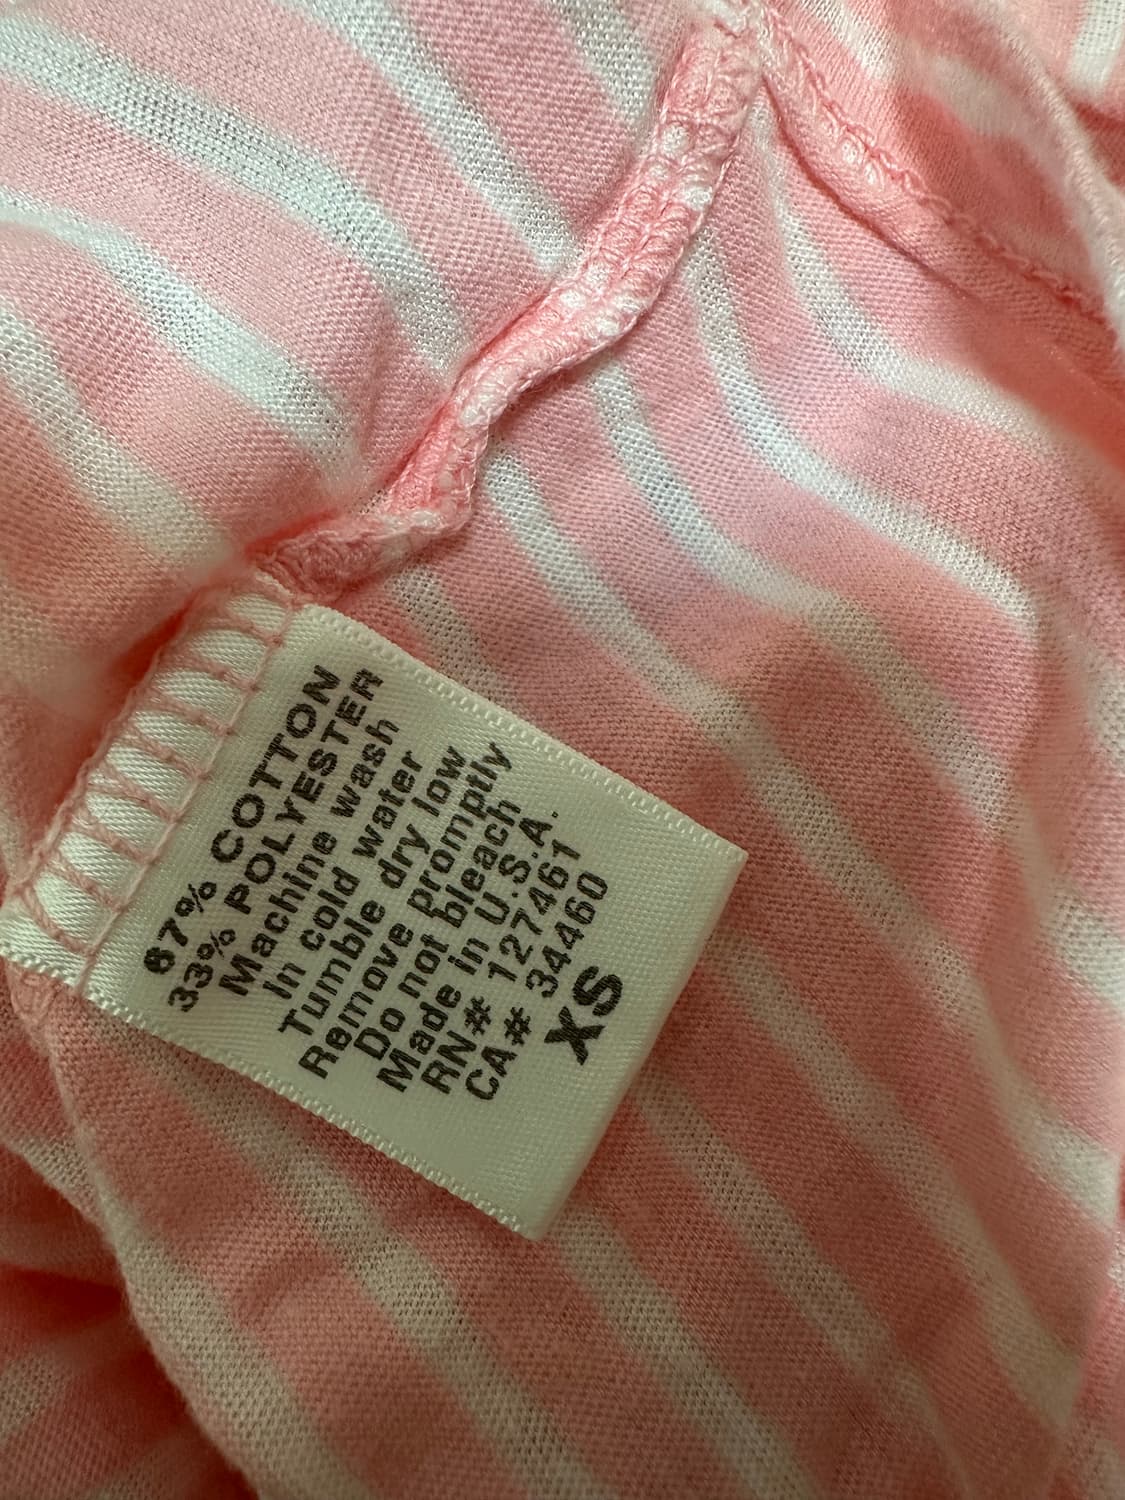 67% COTTON
33% POLYESTER
Machine wash
In cold water
Tumble dry low
Remove promptly
Do not bleach
Made in U.S.A.
RN# 127461
CA# 34460
XS